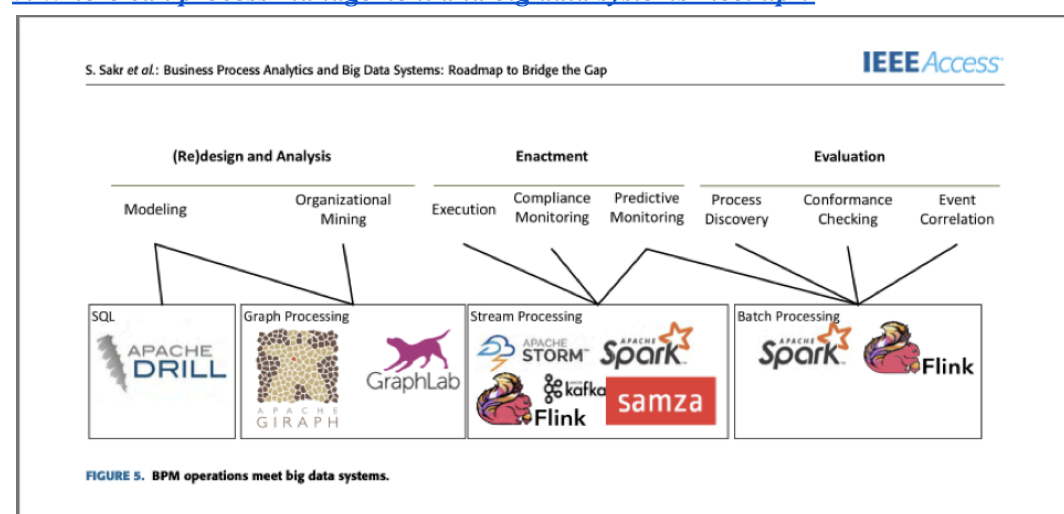 S. Sakr et al.: Business Process Analytics and Big Data Systems: Roadmap to Bridge the Gap
IEEE Access
(Re)design and Analysis
Enactment
Evaluation
Modeling
Organizational
Mining
Execution
Compliance
Monitoring
Predictive
Monitoring
Process
Discovery
Conformance
Checking
Event
Correlation
SQL
APACHE
DRILL
Graph Processing
APACHE
GIRAPH
GraphLab
Stream Processing
APACHE
STORM™
APACHE
Spark™
Flink
kafka
samza
Batch Processing
APACHE
Spark™
Flink
FIGURE 5. BPM operations meet big data systems.